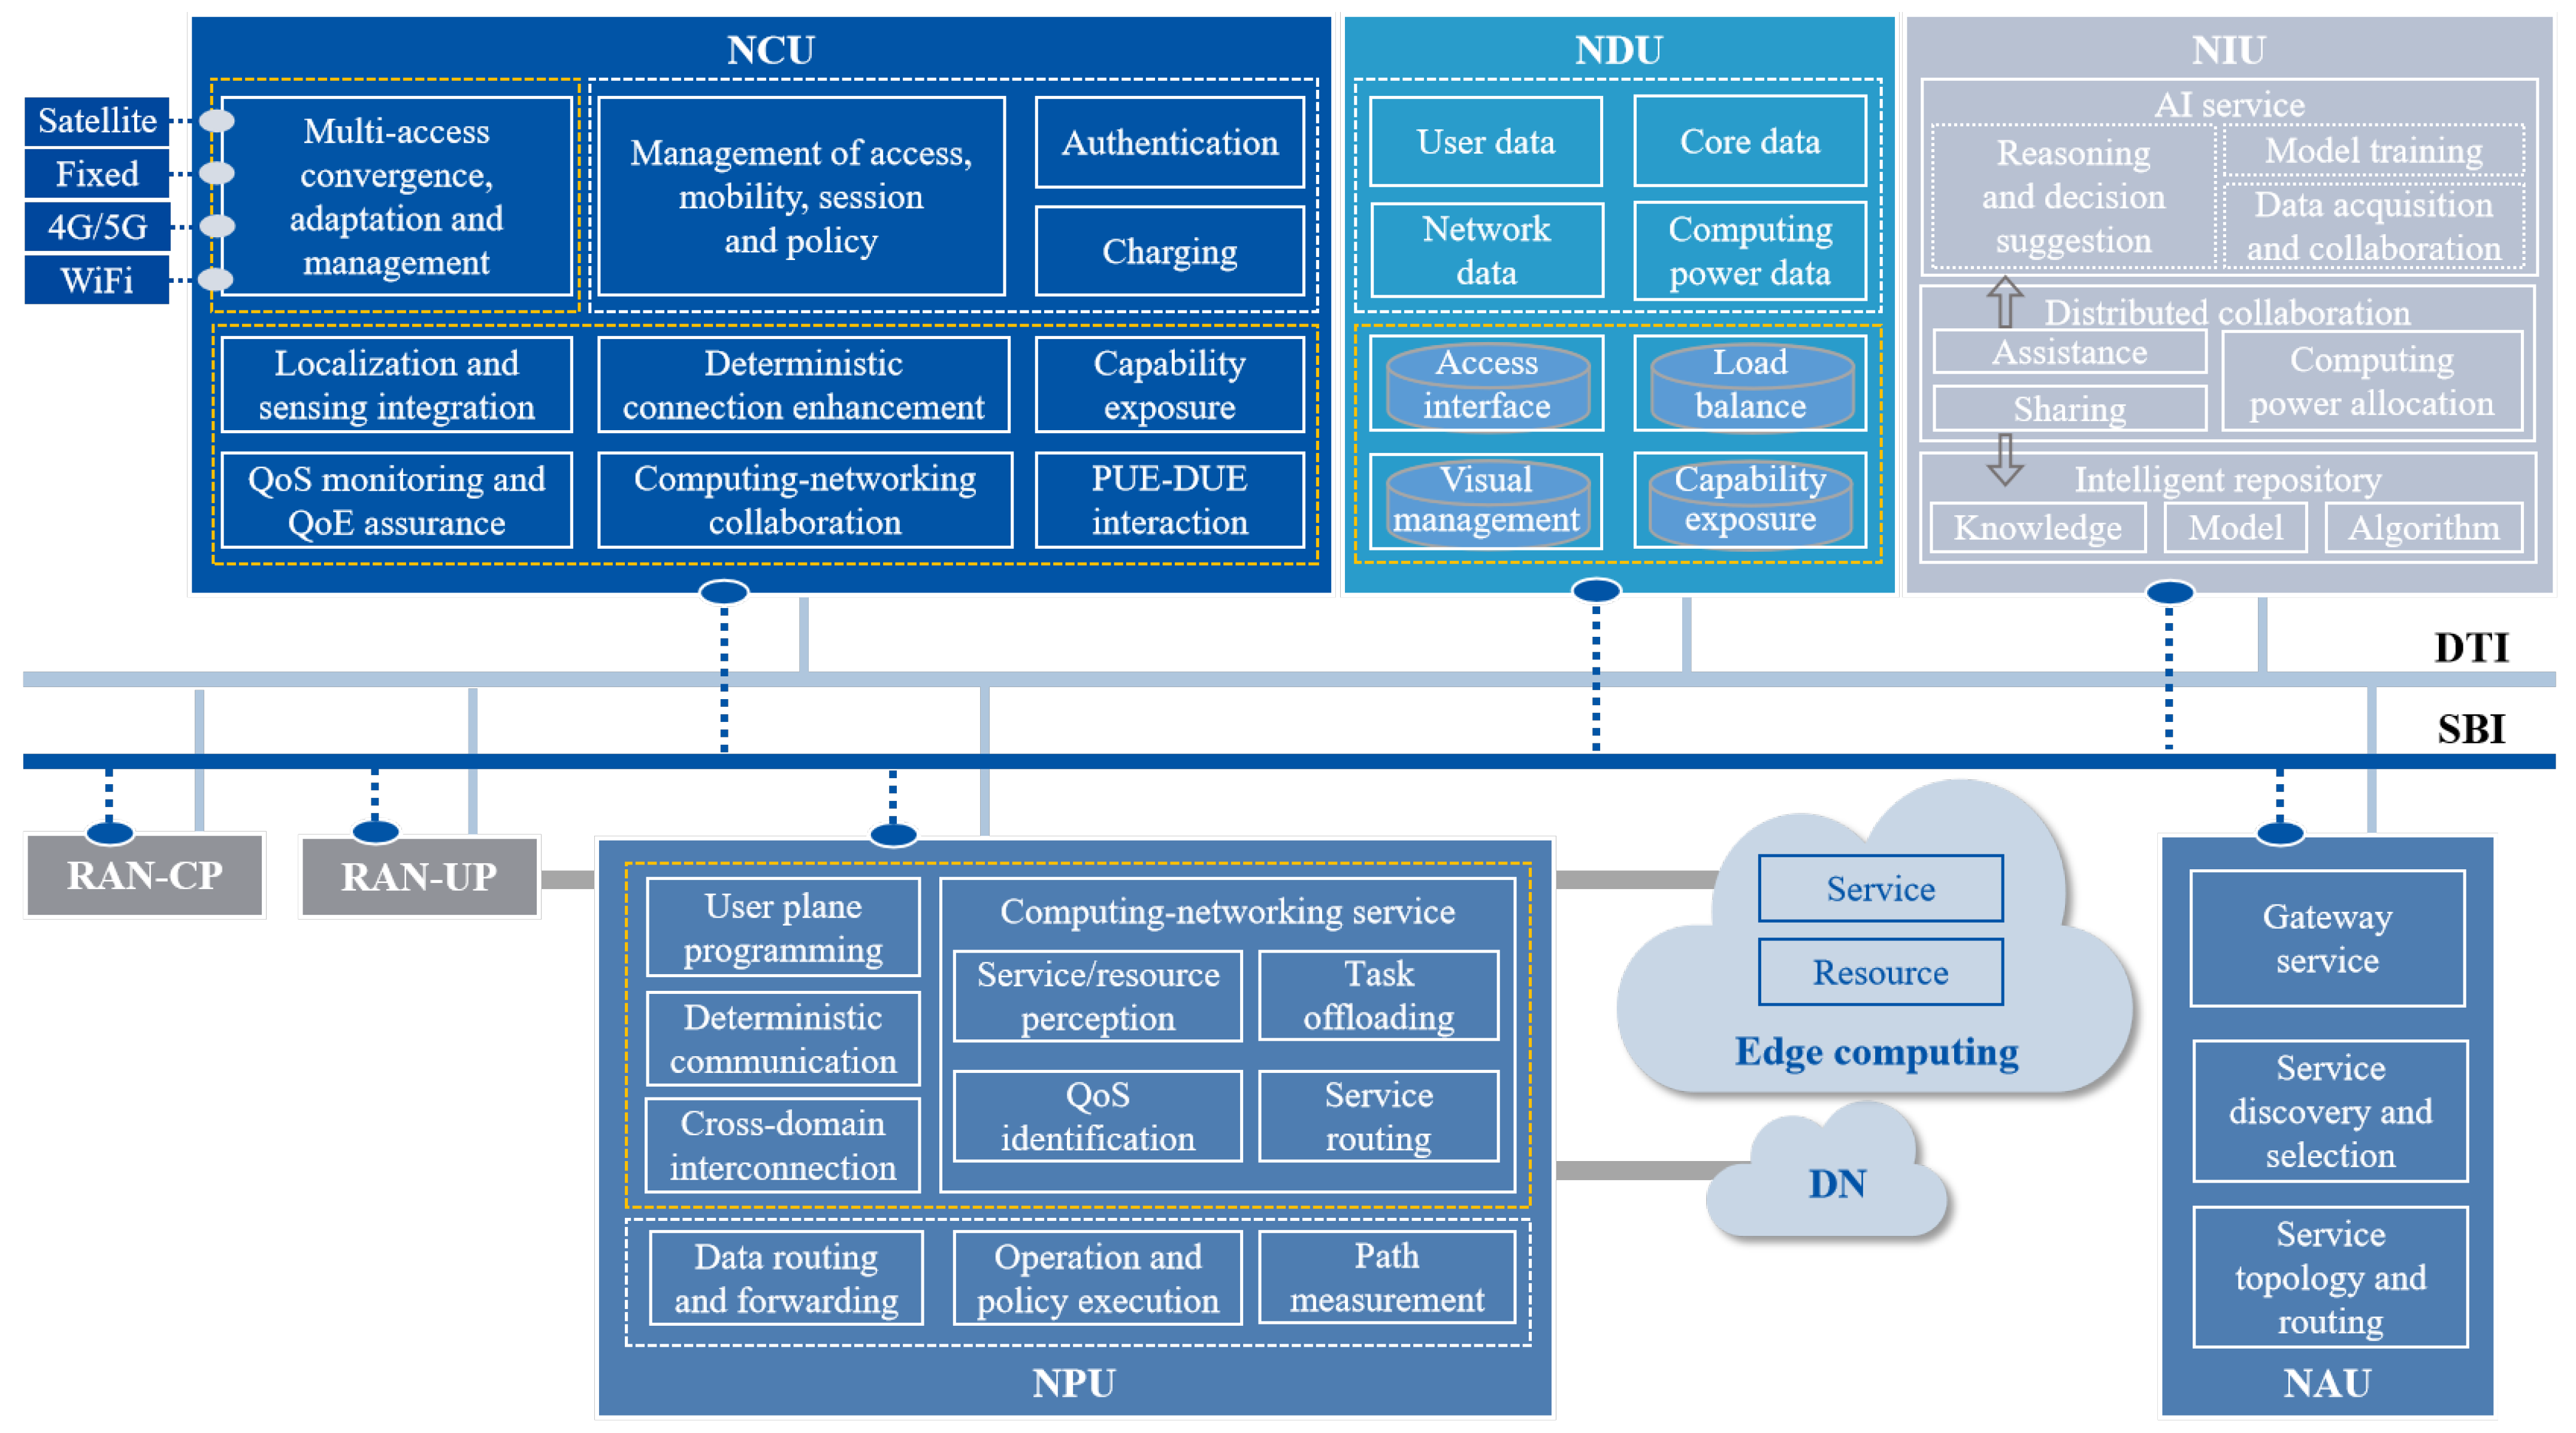 NCU
Satellite
Fixed
4G/5G
WiFi
Multi-access
convergence,
adaptation and
management
Management of access,
mobility, session
and policy
Authentication
Charging
Localization and
sensing integration
Deterministic
connection enhancement
Capability
exposure
QoS monitoring and
QoE assurance
Computing-networking
collaboration
PUE-DUE
interaction
NDU
User data
Core data
Network
data
Computing
power data
Access
interface
Load
balance
Visual
management
Capability
exposure
NIU
AI service
Reasoning
and decision
suggestion
Model training
Data acquisition
and collaboration
Distributed collaboration
Assistance
Sharing
Computing
power allocation
Intelligent repository
Knowledge
Model
Algorithm
DTI
SBI
RAN-CP
RAN-UP
User plane
programming
Deterministic
communication
Cross-domain
interconnection
Computing-networking service
Service/resource
perception
Task
offloading
QoS
identification
Service
routing
Data routing
and forwarding
Operation and
policy execution
Path
measurement
NPU
Service
Resource
Edge computing
DN
Gateway
service
Service
discovery and
selection
Service
topology and
routing
NAU